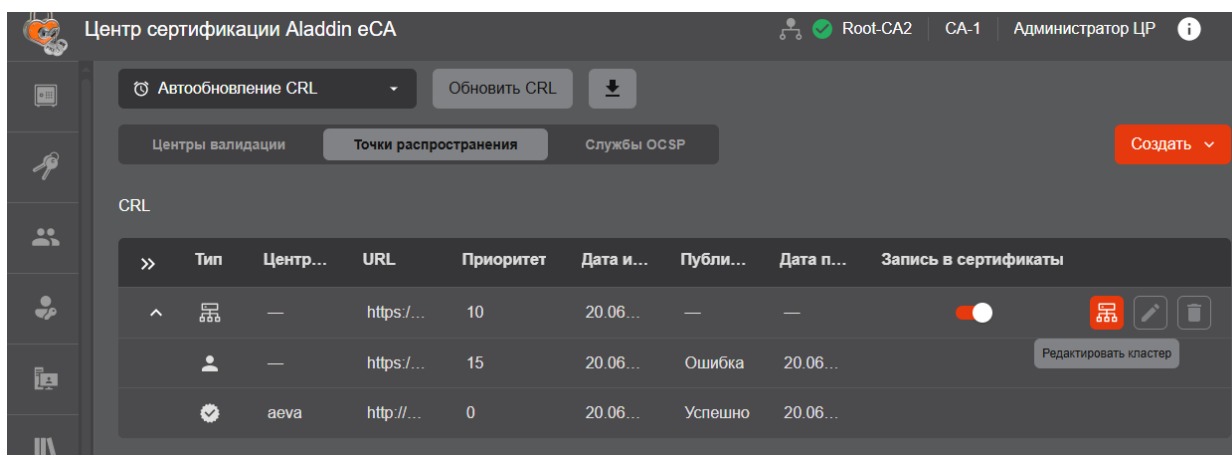 Центр сертификации Aladdin eCA Root-CA2 CA-1 Администратор ЦР
Автообновление CRL Обновить CRL
Центры валидации Точки распространения Службы OCSP Создать
CRL
Тип Центр... URL Приоритет Дата и... Публи... Дата п... Запись в сертификаты
— https:/... 10 20.06... — —
Редактировать кластер
— https:/... 15 20.06... Ошибка 20.06...
aeva http://... 0 20.06... Успешно 20.06...